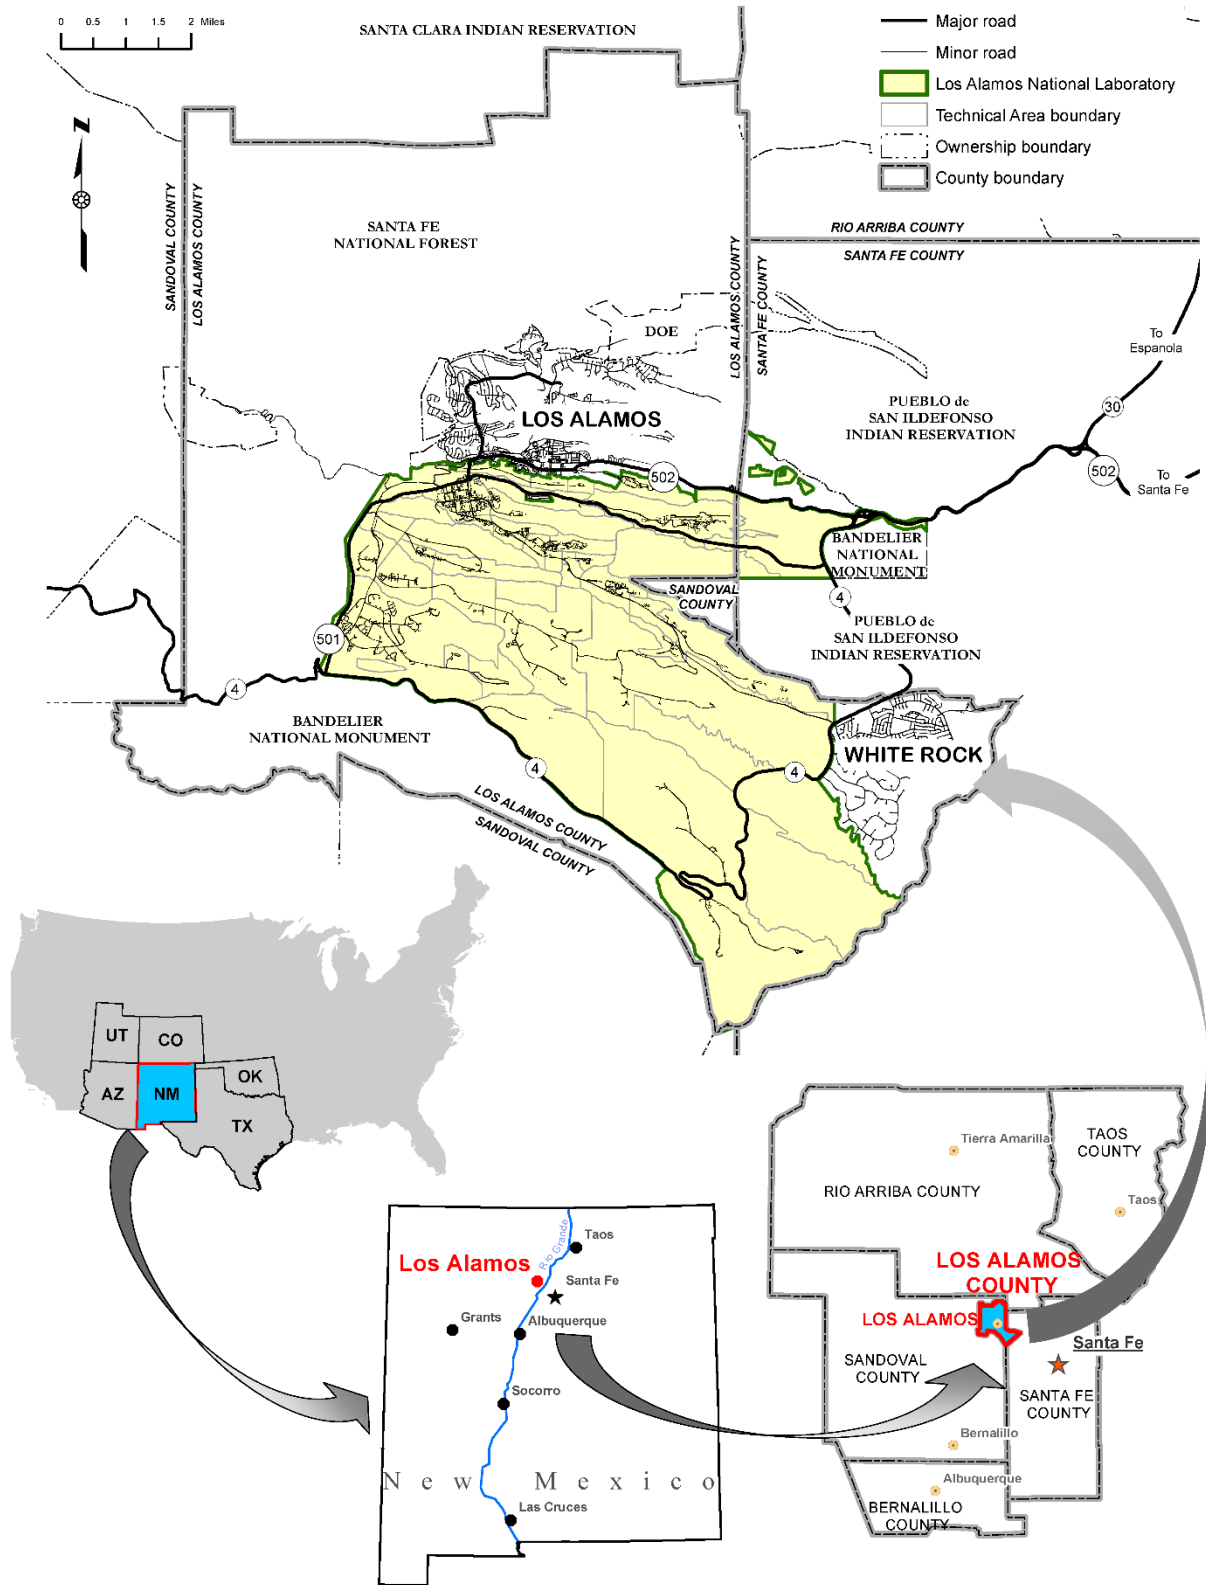 0 0.5 1 1.5 2 Miles
SANTA CLARA INDIAN RESERVATION
Major road
Minor road
Los Alamos National Laboratory
Technical Area boundary
Ownership boundary
County boundary
N
SANDOVAL COUNTY
LOS ALAMOS COUNTY
SANTA FE
NATIONAL FOREST
LOS ALAMOS COUNTY
SANTA FE COUNTY
RIO ARRIBA COUNTY
SANTA FE COUNTY
DOE
To
Espanola
LOS ALAMOS
PUEBLO de
SAN ILDEFONSO
INDIAN RESERVATION
30
502
502
To
Santa Fe
BANDELIER
NATIONAL
MONUMENT
SANDOVAL
COUNTY
4
501
PUEBLO de
SAN ILDEFONSO
INDIAN RESERVATION
4
BANDELIER
NATIONAL MONUMENT
WHITE ROCK
4
4
LOS ALAMOS COUNTY
SANDOVAL COUNTY
UT
CO
AZ
NM
OK
TX
Tierra Amarilla
TAOS
COUNTY
RIO ARRIBA COUNTY
Taos
Rio Grande
Taos
Los Alamos
Santa Fe
Grants
Albuquerque
Socorro
New Mexico
Las Cruces
LOS ALAMOS
COUNTY
LOS ALAMOS
Santa Fe
SANDOVAL
COUNTY
SANTA FE
COUNTY
Bernalillo
Albuquerque
BERNALILLO
COUNTY